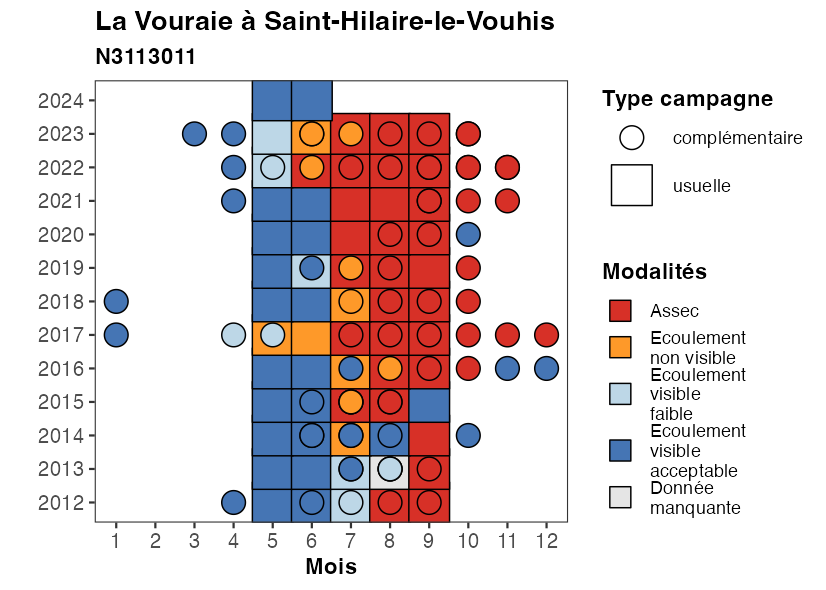 La Vouraie à Saint-Hilaire-le-Vouhis
N3113011
2024
2023
2022
2021
2020
2019
2018
2017
2016
2015
2014
2013
2012
1 2 3 4 5 6 7 8 9 10 11 12
Mois
Type campagne
complémentaire
usuelle
Modalités
Assec
Ecoulement
non visible
Ecoulement
visible
faible
Ecoulement
visible
acceptable
Donnée
manquante